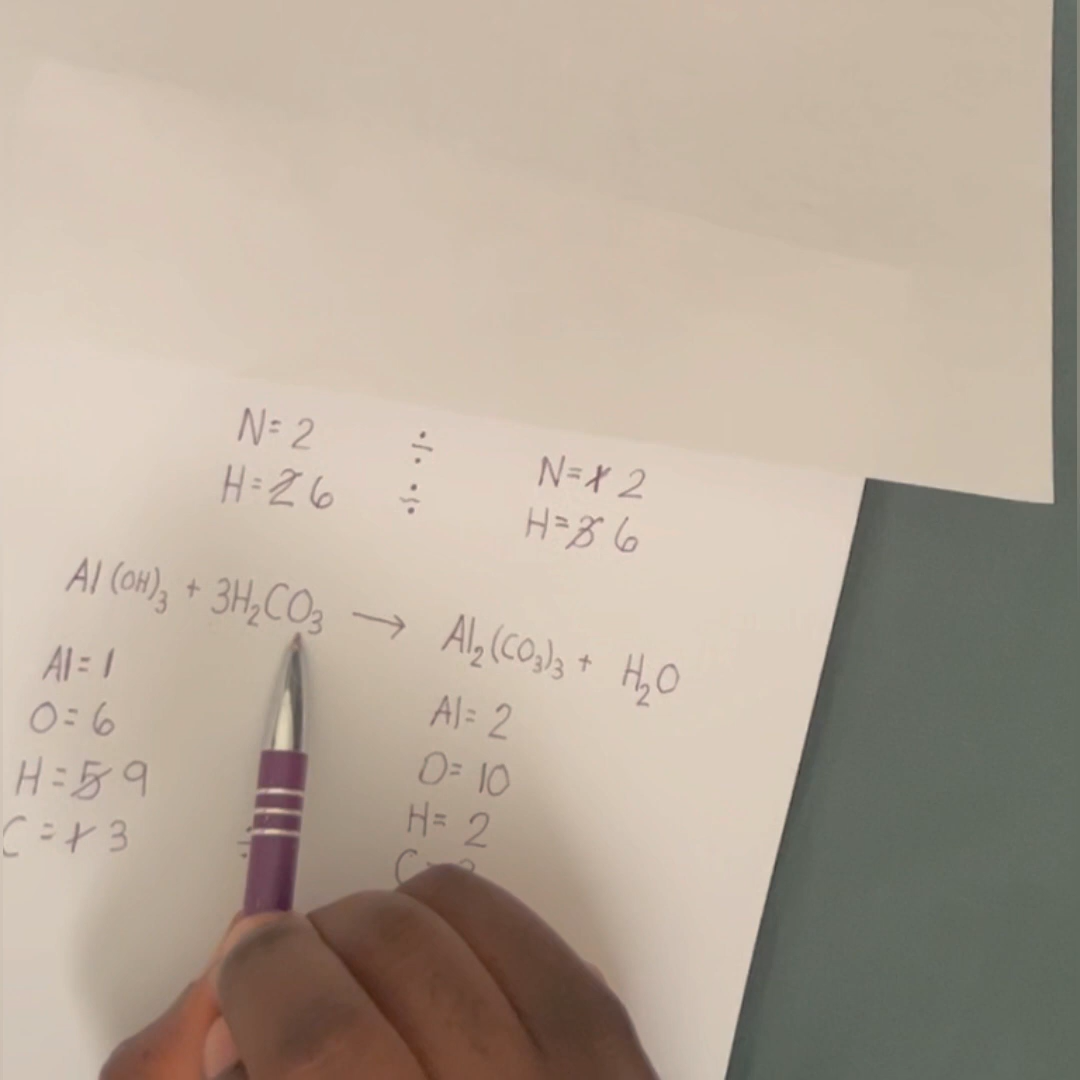 N=2 ÷ N=1 2
H=2 6 ÷ H=3 6
Al(OH)₃ + 3H₂CO₃ → Al₂(CO₃)₃ + H₂O
Al=1 Al=2
O=6 O=10
H=5 9 H=2
C=1 3 ÷